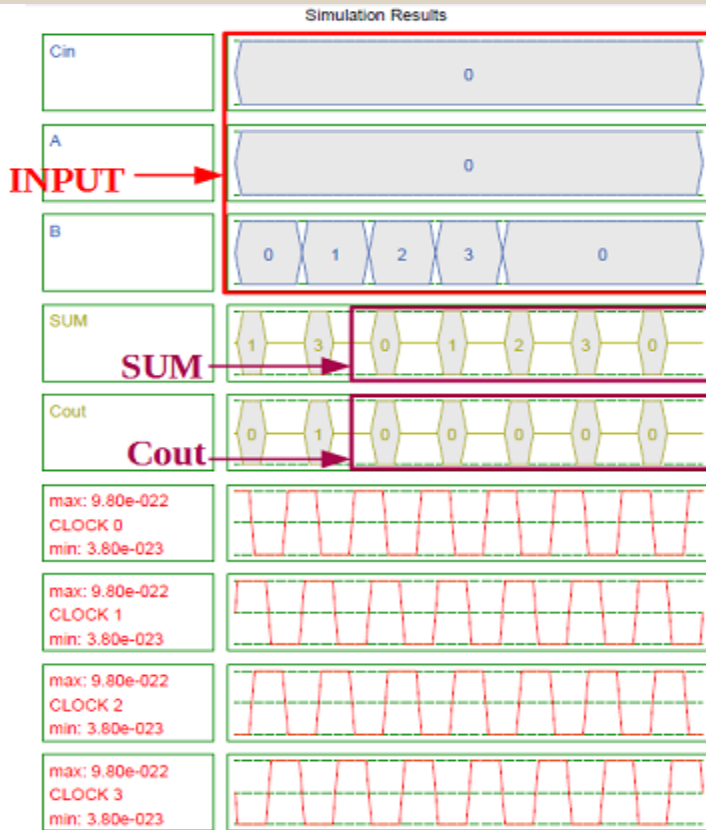 Simulation Results
Cin
0
A
0
INPUT
B
0 1 2 3 0
SUM
1 3 0 1 2 3 0
SUM
Cout
0 1 0 0 0 0 0
Cout
max: 9.80e-022
CLOCK 0
min: 3.80e-023
max: 9.80e-022
CLOCK 1
min: 3.80e-023
max: 9.80e-022
CLOCK 2
min: 3.80e-023
max: 9.80e-022
CLOCK 3
min: 3.80e-023